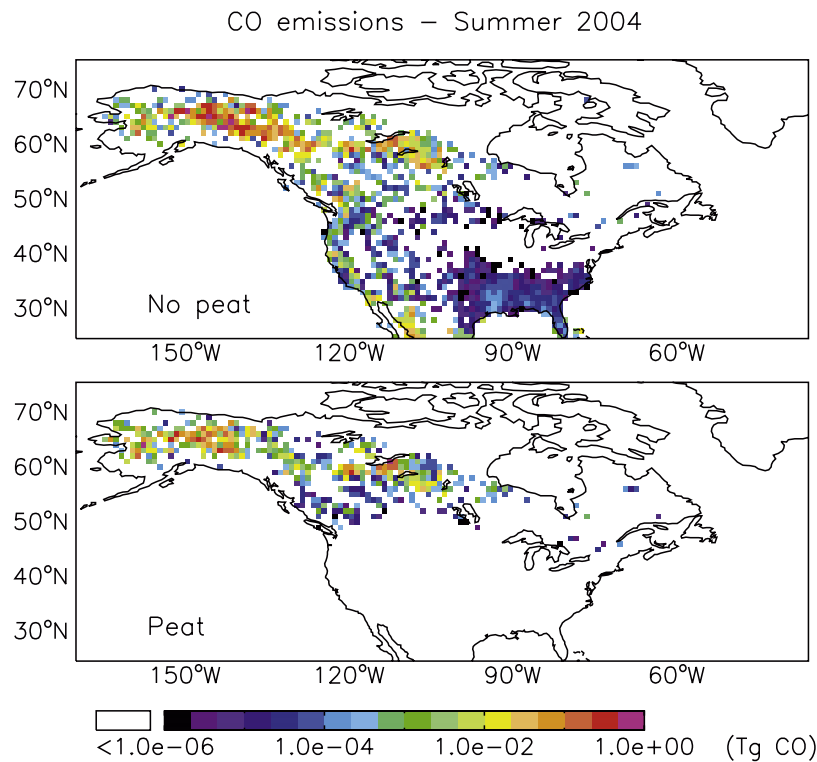 CO emissions – Summer 2004
70°N
60°N
50°N
40°N
30°N
No peat
150°W 120°W 90°W 60°W
70°N
60°N
50°N
40°N
30°N
Peat
150°W 120°W 90°W 60°W
<1.0e−06 1.0e−04 1.0e−02 1.0e+00 (Tg CO)